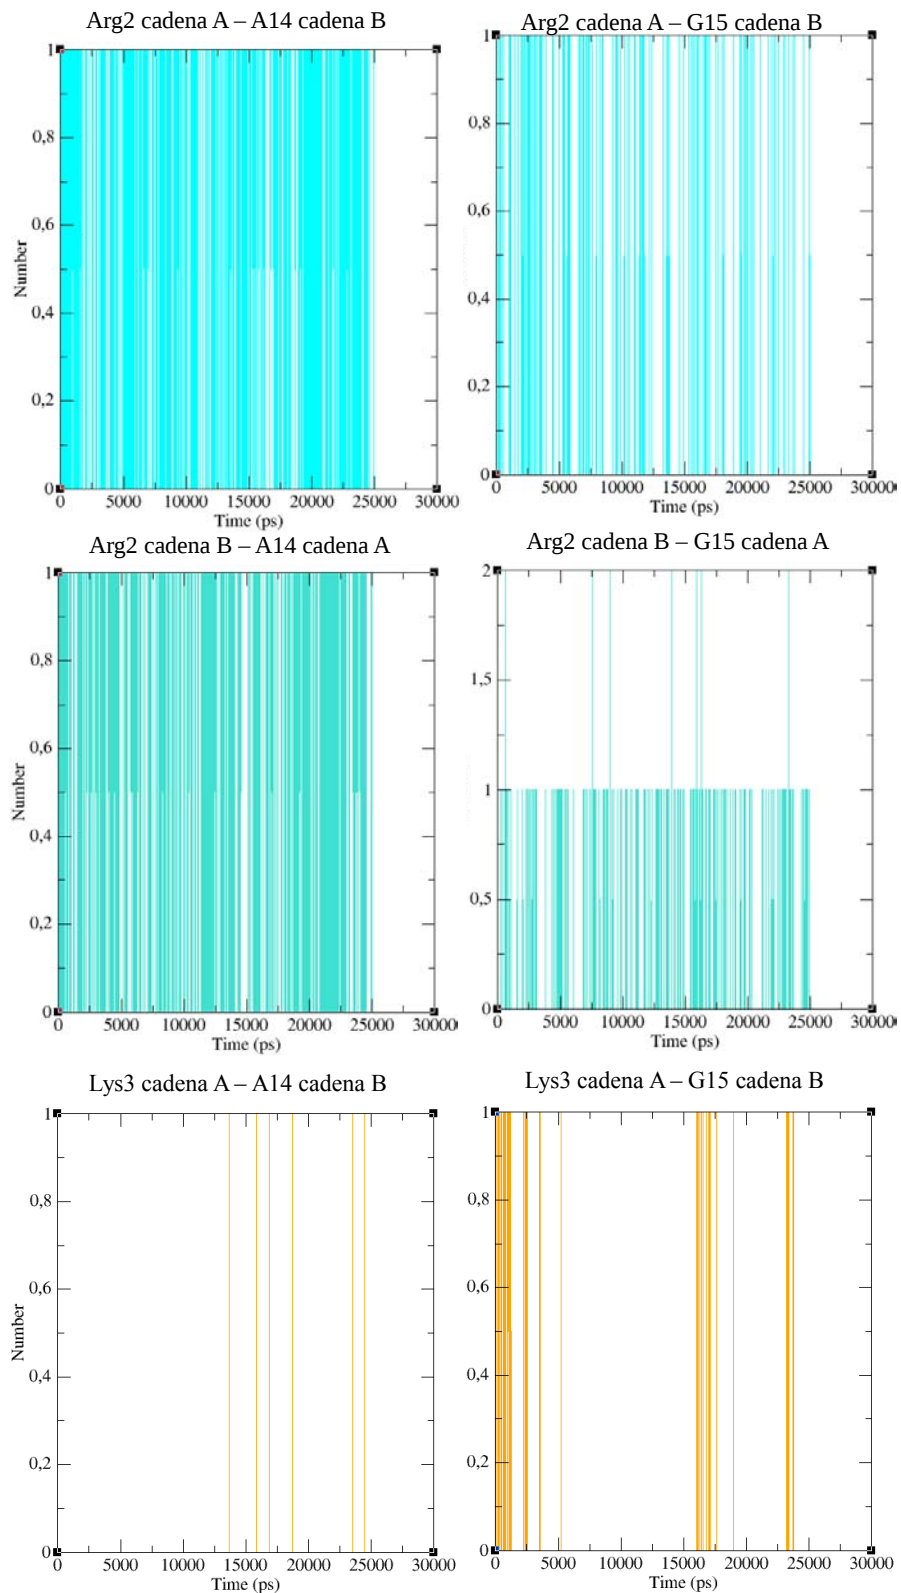 Arg2 cadena A – A14 cadena B
Arg2 cadena A – G15 cadena B
1
0,8
0,6
0,4
0,2
0
Number
0 5000 10000 15000 20000 25000 30000
Time (ps)
1
0,8
0,6
0,4
0,2
0
0 5000 10000 15000 20000 25000 30000
Time (ps)
Arg2 cadena B – A14 cadena A
Arg2 cadena B – G15 cadena A
1
0,8
0,6
0,4
0,2
0
Number
0 5000 10000 15000 20000 25000 30000
Time (ps)
2
1,5
1
0,5
0
0 5000 10000 15000 20000 25000 30000
Time (ps)
Lys3 cadena A – A14 cadena B
Lys3 cadena A – G15 cadena B
1
0,8
0,6
0,4
0,2
0
Number
0 5000 10000 15000 20000 25000 30000
Time (ps)
1
0,8
0,6
0,4
0,2
0
0 5000 10000 15000 20000 25000 30000
Time (ps)